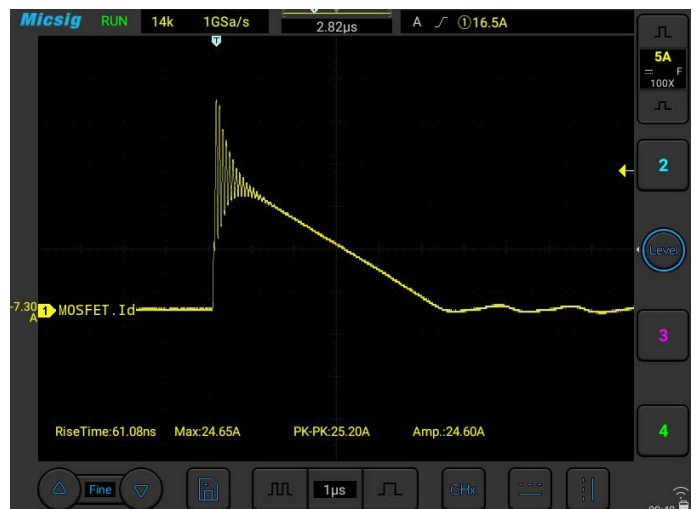 Micsig RUN 14k 1GSa/s 2.82µs A ①16.5A
T
5A
F
100X
2
Level
-7.30
A
1 MOSFET.Id
3
RiseTime:61.08ns Max:24.65A PK-PK:25.20A Amp.:24.60A
4
Fine 1µs CHx